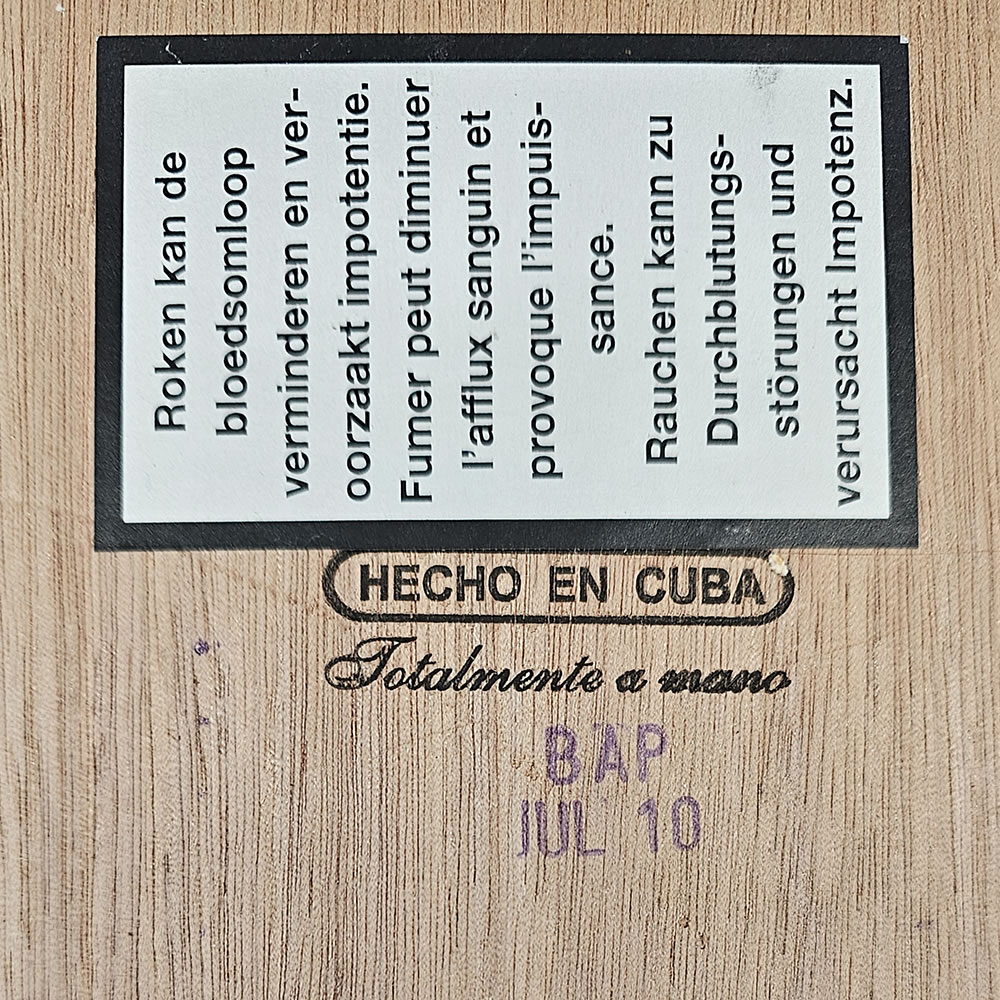 Roken kan de
bloedsomloop
verminderen en ver-
oorzaakt impotentie.
Fumer peut diminuer
l'afflux sanguin et
provoque l'impuis-
sance.
Rauchen kann zu
Durchblutungs-
störungen und
verursacht Impotenz.
HECHO EN CUBA
Totalmente a mano
BAP
JUL 10